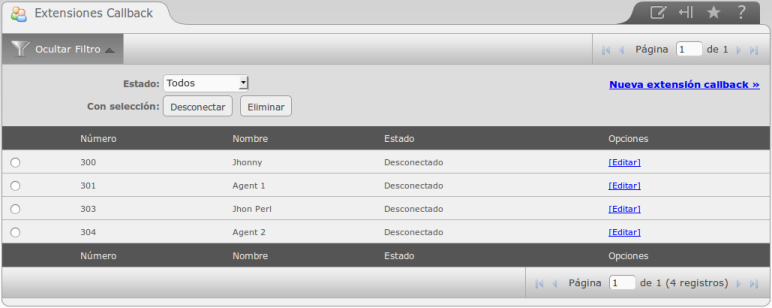 Extensiones Callback
?
Ocultar Filtro
Página 1 de 1
Estado: Todos
Nueva extensión callback »
Con selección: Desconectar Eliminar
Número Nombre Estado Opciones
300 Jhonny Desconectado [Editar]
301 Agent 1 Desconectado [Editar]
303 Jhon Perl Desconectado [Editar]
304 Agent 2 Desconectado [Editar]
Número Nombre Estado Opciones
Página 1 de 1 (4 registros)